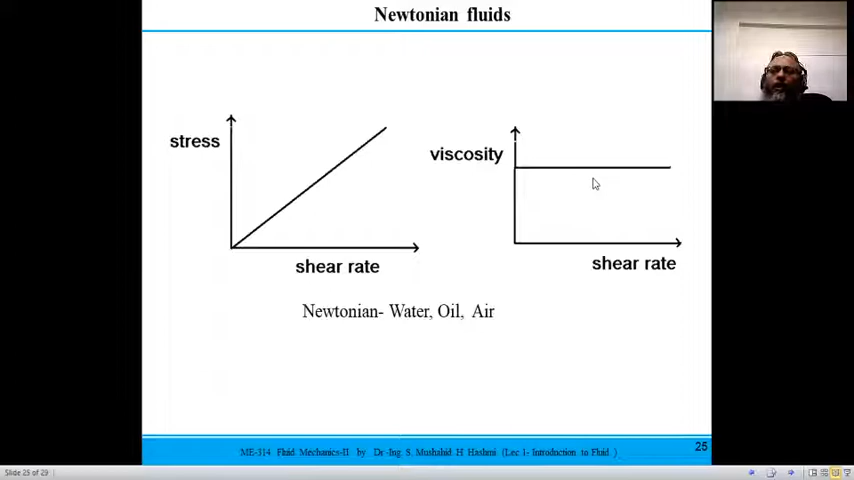 Newtonian fluids
stress
viscosity
shear rate
shear rate
Newtonian- Water, Oil, Air
ME-314 Fluid Mechanics-II by Dr -Ing. S. Mushahid H Hashmi (Lec 1- Introduction to Fluid )
25
Slide 25 of 29